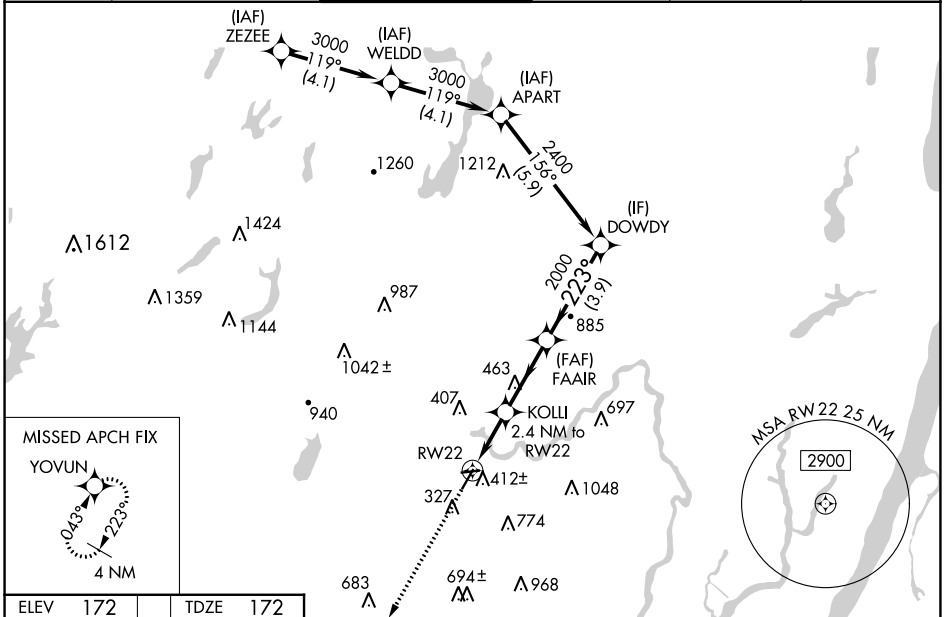 (IAF)
ZEZEE
3000
119°
(4.1)
(IAF)
WELDD
3000
119°
(4.1)
(IAF)
APART
2400
156°
(5.9)
1260
1212
(IF)
DOWDY
1424
1612
2000
223°
(3.9)
1359
987
1144
885
1042±
(FAF)
FAAIR
463
407
940
KOLLI
2.4 NM to
RW22
697
MISSED APCH FIX
YOVUN
043°
223°
4 NM
RW22
412±
327
1048
774
MSA RW22 25 NM
2900
683
694±
968
ELEV 172
TDZE 172